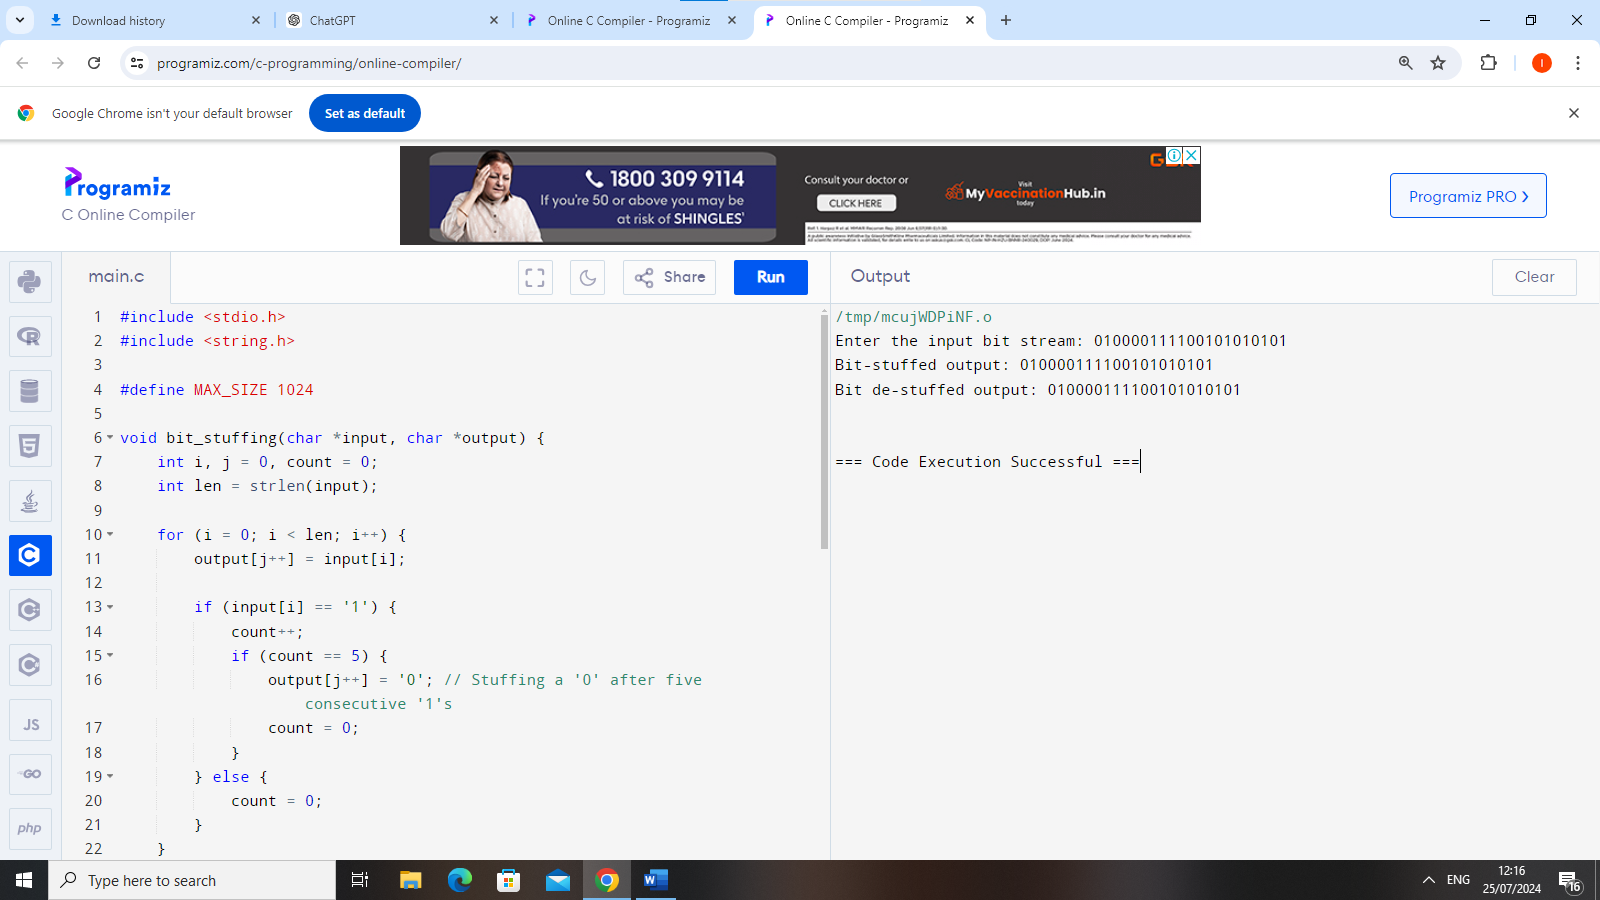 Download history
ChatGPT
Online C Compiler - Programiz
Online C Compiler - Programiz
programiz.com/c-programming/online-compiler/
I
Google Chrome isn't your default browser
Set as default
Programiz
C Online Compiler
1800 309 9114
If you're 50 or above you may be
at risk of SHINGLES
Consult your doctor or
CLICK HERE
Visit
MyVaccinationHub.in
today
Programiz PRO
main.c
Share
Run
Output
Clear
1 #include <stdio.h>
2 #include <string.h>
3
4 #define MAX_SIZE 1024
5
6 void bit_stuffing(char *input, char *output) {
7 int i, j = 0, count = 0;
8 int len = strlen(input);
9
10 for (i = 0; i < len; i++) {
11 output[j++] = input[i];
12
13 if (input[i] == '1') {
14 count++;
15 if (count == 5) {
16 output[j++] = '0'; // Stuffing a '0' after five
consecutive '1's
17 count = 0;
18 }
19 } else {
20 count = 0;
21 }
22 }
/tmp/mcujWDPiNF.o
Enter the input bit stream: 010000111100101010101
Bit-stuffed output: 010000111100101010101
Bit de-stuffed output: 010000111100101010101
=== Code Execution Successful ===
JS
GO
php
Type here to search
ENG
12:16
25/07/2024
16